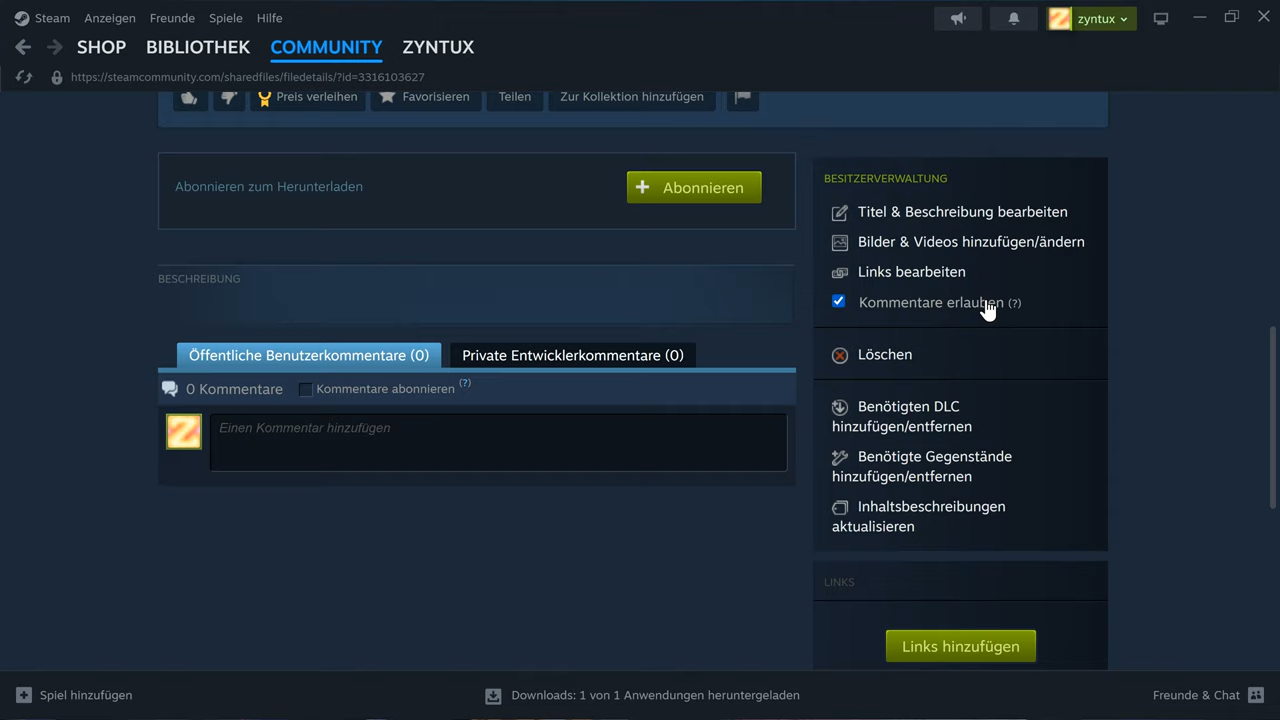 Steam Anzeigen Freunde Spiele Hilfe
zyntux
SHOP BIBLIOTHEK COMMUNITY ZYNTUX
https://steamcommunity.com/sharedfiles/filedetails/?id=3316103627
Preis verleihen Favorisieren Teilen Zur Kollektion hinzufügen
Abonnieren zum Herunterladen
+ Abonnieren
BESCHREIBUNG
Öffentliche Benutzerkommentare (0) Private Entwicklerkommentare (0)
0 Kommentare Kommentare abonnieren (?)
Einen Kommentar hinzufügen
BESITZERVERWALTUNG
Titel & Beschreibung bearbeiten
Bilder & Videos hinzufügen/ändern
Links bearbeiten
Kommentare erlauben (?)
Löschen
Benötigten DLC
hinzufügen/entfernen
Benötigte Gegenstände
hinzufügen/entfernen
Inhaltsbeschreibungen
aktualisieren
LINKS
Links hinzufügen
Spiel hinzufügen
Downloads: 1 von 1 Anwendungen heruntergeladen
Freunde & Chat